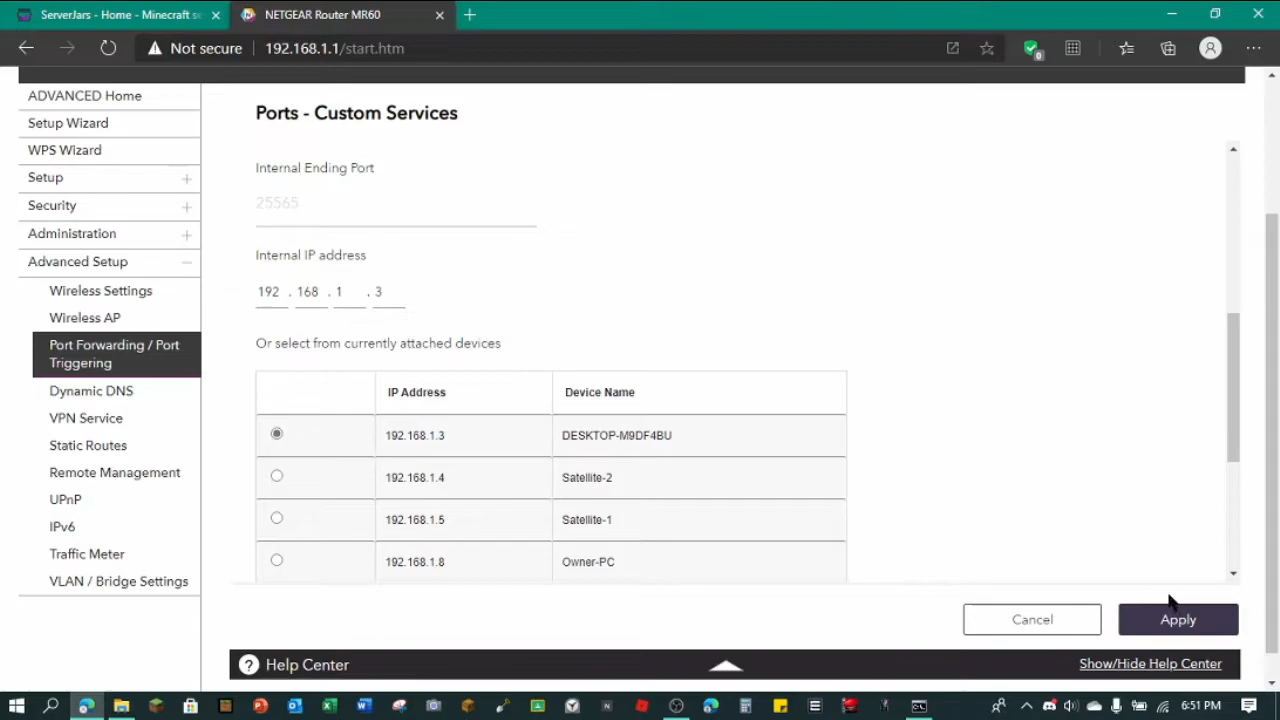 ServerJars - Home - Minecraft se
NETGEAR Router MR60
Not secure
192.168.1.1/start.htm
0
ADVANCED Home
Setup Wizard
WPS Wizard
Setup
Security
Administration
Advanced Setup
Wireless Settings
Wireless AP
Port Forwarding / Port
Triggering
Dynamic DNS
VPN Service
Static Routes
Remote Management
UPnP
IPv6
Traffic Meter
VLAN / Bridge Settings
Ports - Custom Services
Internal Ending Port
25565
Internal IP address
192 . 168 . 1 . 3
Or select from currently attached devices
IP Address Device Name
192.168.1.3 DESKTOP-M9DF4BU
192.168.1.4 Satellite-2
192.168.1.5 Satellite-1
192.168.1.8 Owner-PC
Cancel
Apply
? Help Center
Show/Hide Help Center
6:51 PM